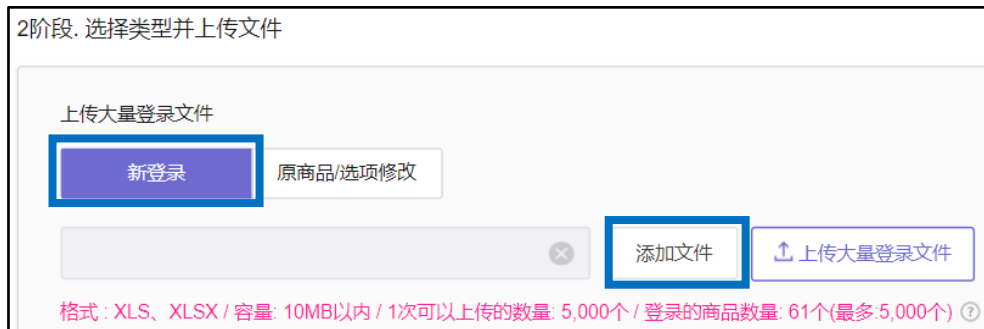 2阶段. 选择类型并上传文件
上传大量登录文件
新登录 原商品/选项修改
添加文件 上传大量登录文件
格式 : XLS、XLSX / 容量: 10MB以内 / 1次可以上传的数量: 5,000个 / 登录的商品数量: 61个(最多:5,000个) ?